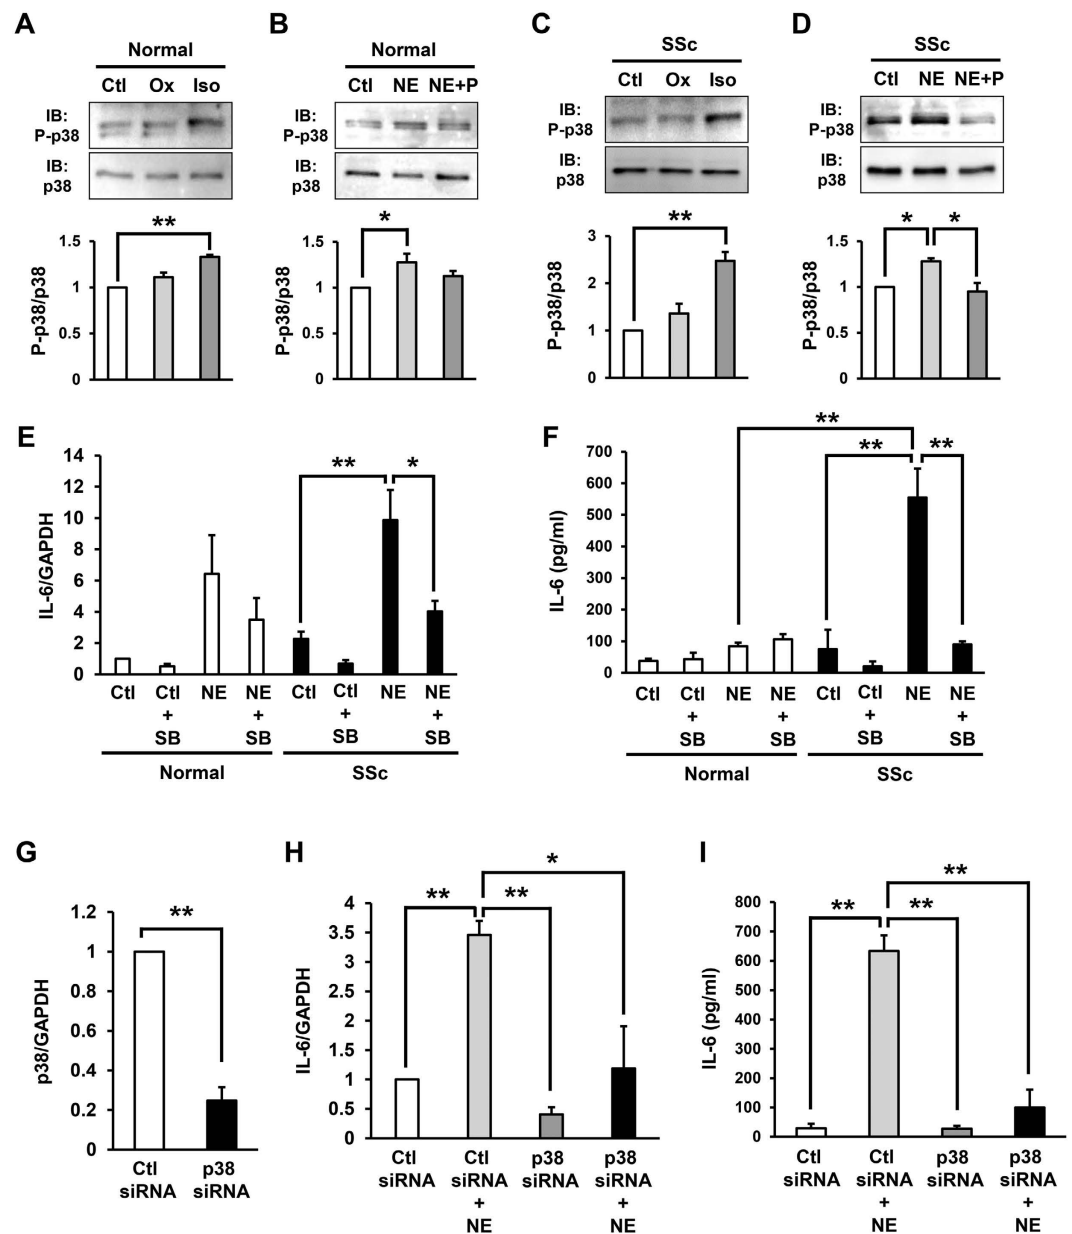 A
Normal
Ctl Ox Iso
IB:
P-p38
IB:
p38
**
P-p38/p38
1.5
1
0.5
0
B
Normal
Ctl NE NE+P
IB:
P-p38
IB:
p38
*
P-p38/p38
1.5
1
0.5
0
C
SSc
Ctl Ox Iso
IB:
P-p38
IB:
p38
**
P-p38/p38
3
2
1
0
D
SSc
Ctl NE NE+P
IB:
P-p38
IB:
p38
* *
P-p38/p38
1.5
1
0.5
0
E
IL-6/GAPDH
14
12
10
8
6
4
2
0
** *
Ctl Ctl NE NE Ctl Ctl NE NE
+ + + +
SB SB SB SB
Normal SSc
F
IL-6 (pg/ml)
700
600
500
400
300
200
100
0
**
** **
Ctl Ctl NE NE Ctl Ctl NE NE
+ + + +
SB SB SB SB
Normal SSc
G
p38/GAPDH
1.2
1
0.8
0.6
0.4
0.2
0
**
Ctl p38
siRNA siRNA
H
IL-6/GAPDH
4
3.5
3
2.5
2
1.5
1
0.5
0
*
** **
Ctl Ctl p38 p38
siRNA siRNA siRNA siRNA
+ +
NE NE
I
IL-6 (pg/ml)
800
700
600
500
400
300
200
100
0
**
** **
Ctl Ctl p38 p38
siRNA siRNA siRNA siRNA
+ +
NE NE